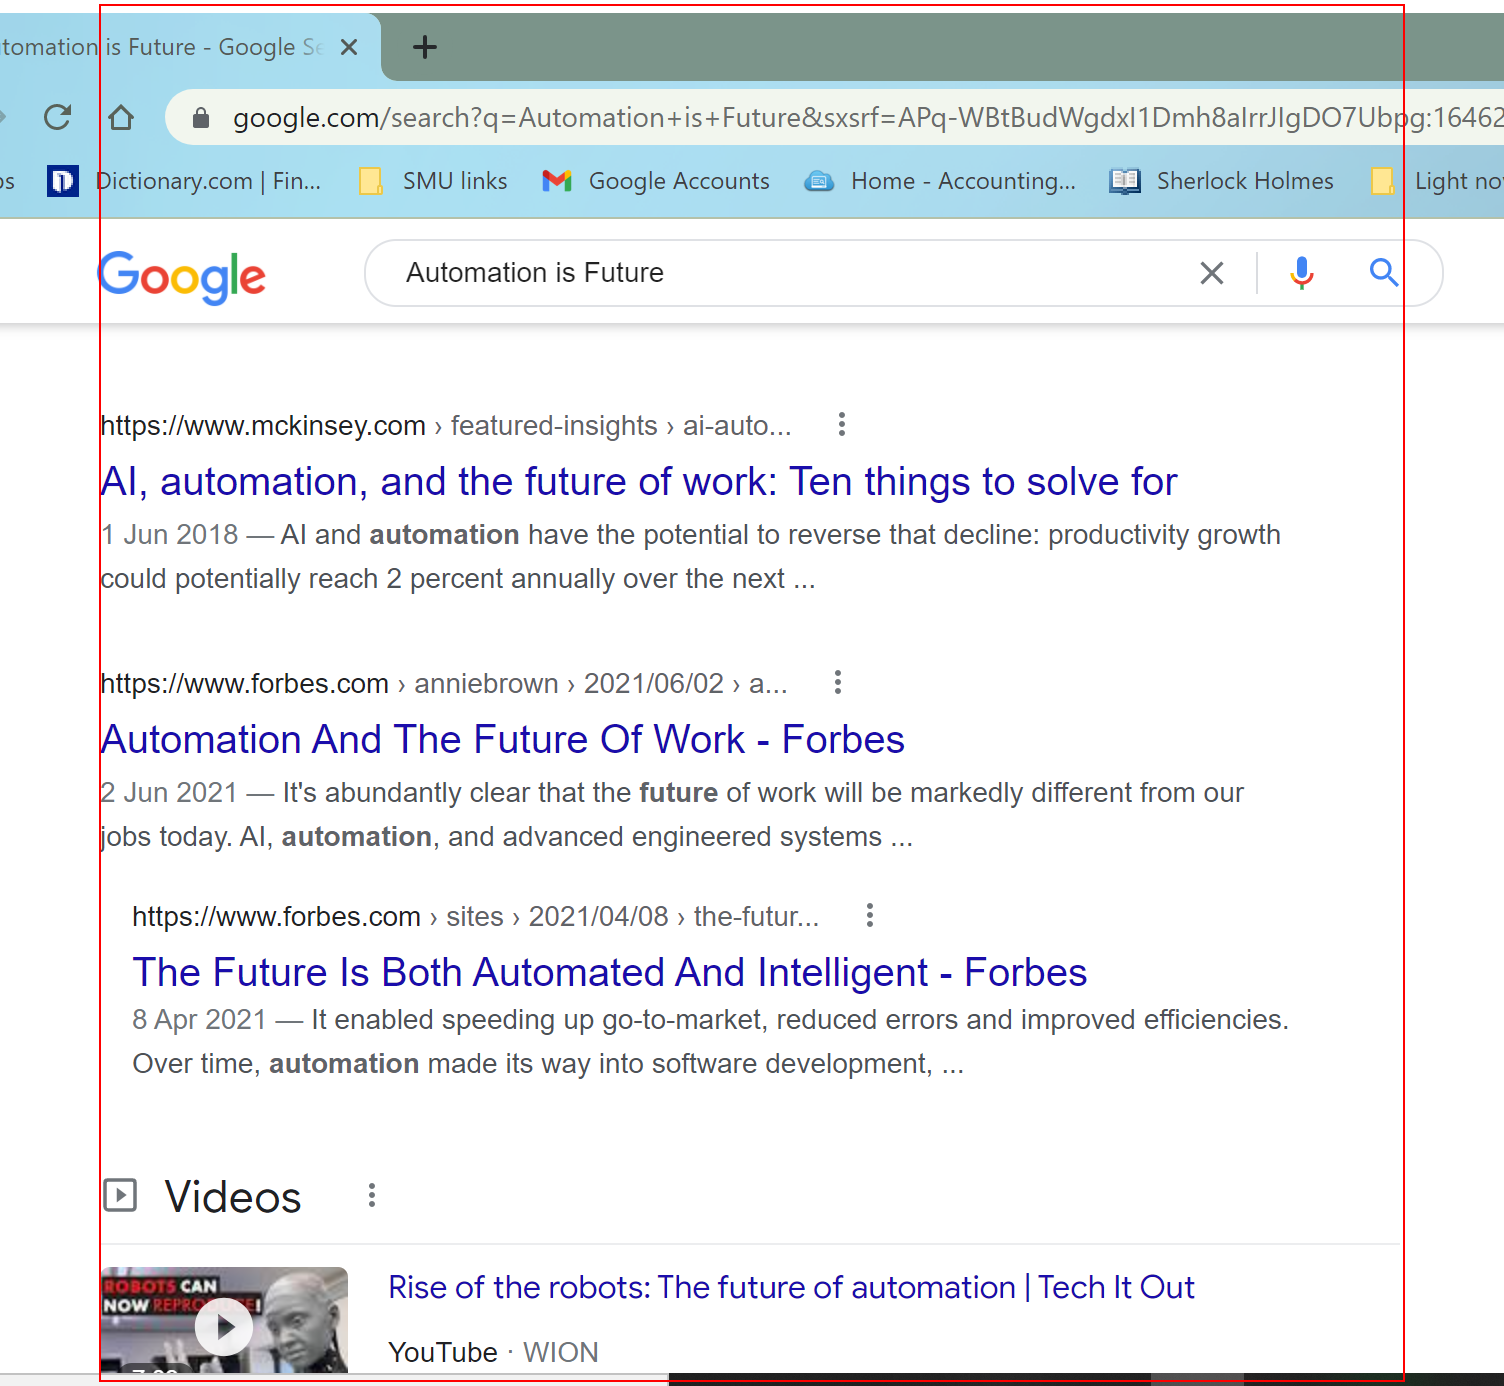 tomation is Future - Google Se
google.com/search?q=Automation+is+Future&sxsrf=APq-WBtBudWgdxI1Dmh8aIrrJIgDO7Ubpg:16462
os
Dictionary.com | Fin...
SMU links
Google Accounts
Home - Accounting...
Sherlock Holmes
Light no
Google
Automation is Future
https://www.mckinsey.com › featured-insights › ai-auto...
AI, automation, and the future of work: Ten things to solve for
1 Jun 2018 — AI and automation have the potential to reverse that decline: productivity growth
could potentially reach 2 percent annually over the next ...
https://www.forbes.com › anniebrown › 2021/06/02 › a...
Automation And The Future Of Work - Forbes
2 Jun 2021 — It's abundantly clear that the future of work will be markedly different from our
jobs today. AI, automation, and advanced engineered systems ...
https://www.forbes.com › sites › 2021/04/08 › the-futur...
The Future Is Both Automated And Intelligent - Forbes
8 Apr 2021 — It enabled speeding up go-to-market, reduced errors and improved efficiencies.
Over time, automation made its way into software development, ...
Videos
ROBOTS CAN
NOW REPRODUCE!
Rise of the robots: The future of automation | Tech It Out
YouTube · WION